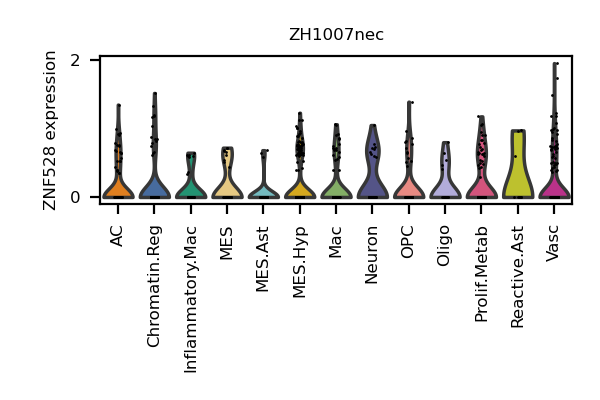 ZH1007nec
ZNF528 expression
2
0
AC
Chromatin.Reg
Inflammatory.Mac
MES
MES.Ast
MES.Hyp
Mac
Neuron
OPC
Oligo
Prolif.Metab
Reactive.Ast
Vasc